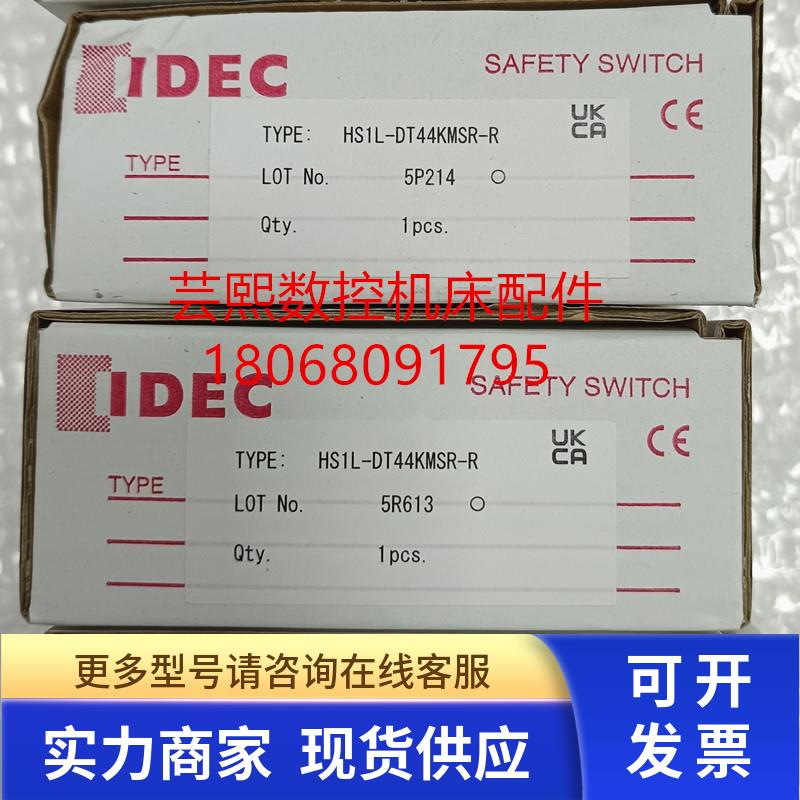 IDEC
SAFETY SWITCH
UK
CA
CE
TYPE: HS1L-DT44KMSR-R
TYPE
LOT No. 5P214 ○
Qty. 1pcs.
芸熙数控机床配件
18068091795
IDEC
SAFETY SWITCH
UK
CA
CE
TYPE: HS1L-DT44KMSR-R
TYPE
LOT No. 5R613 ○
Qty. 1pcs.
更多型号请咨询在线客服
实力商家 现货供应
可开
发票